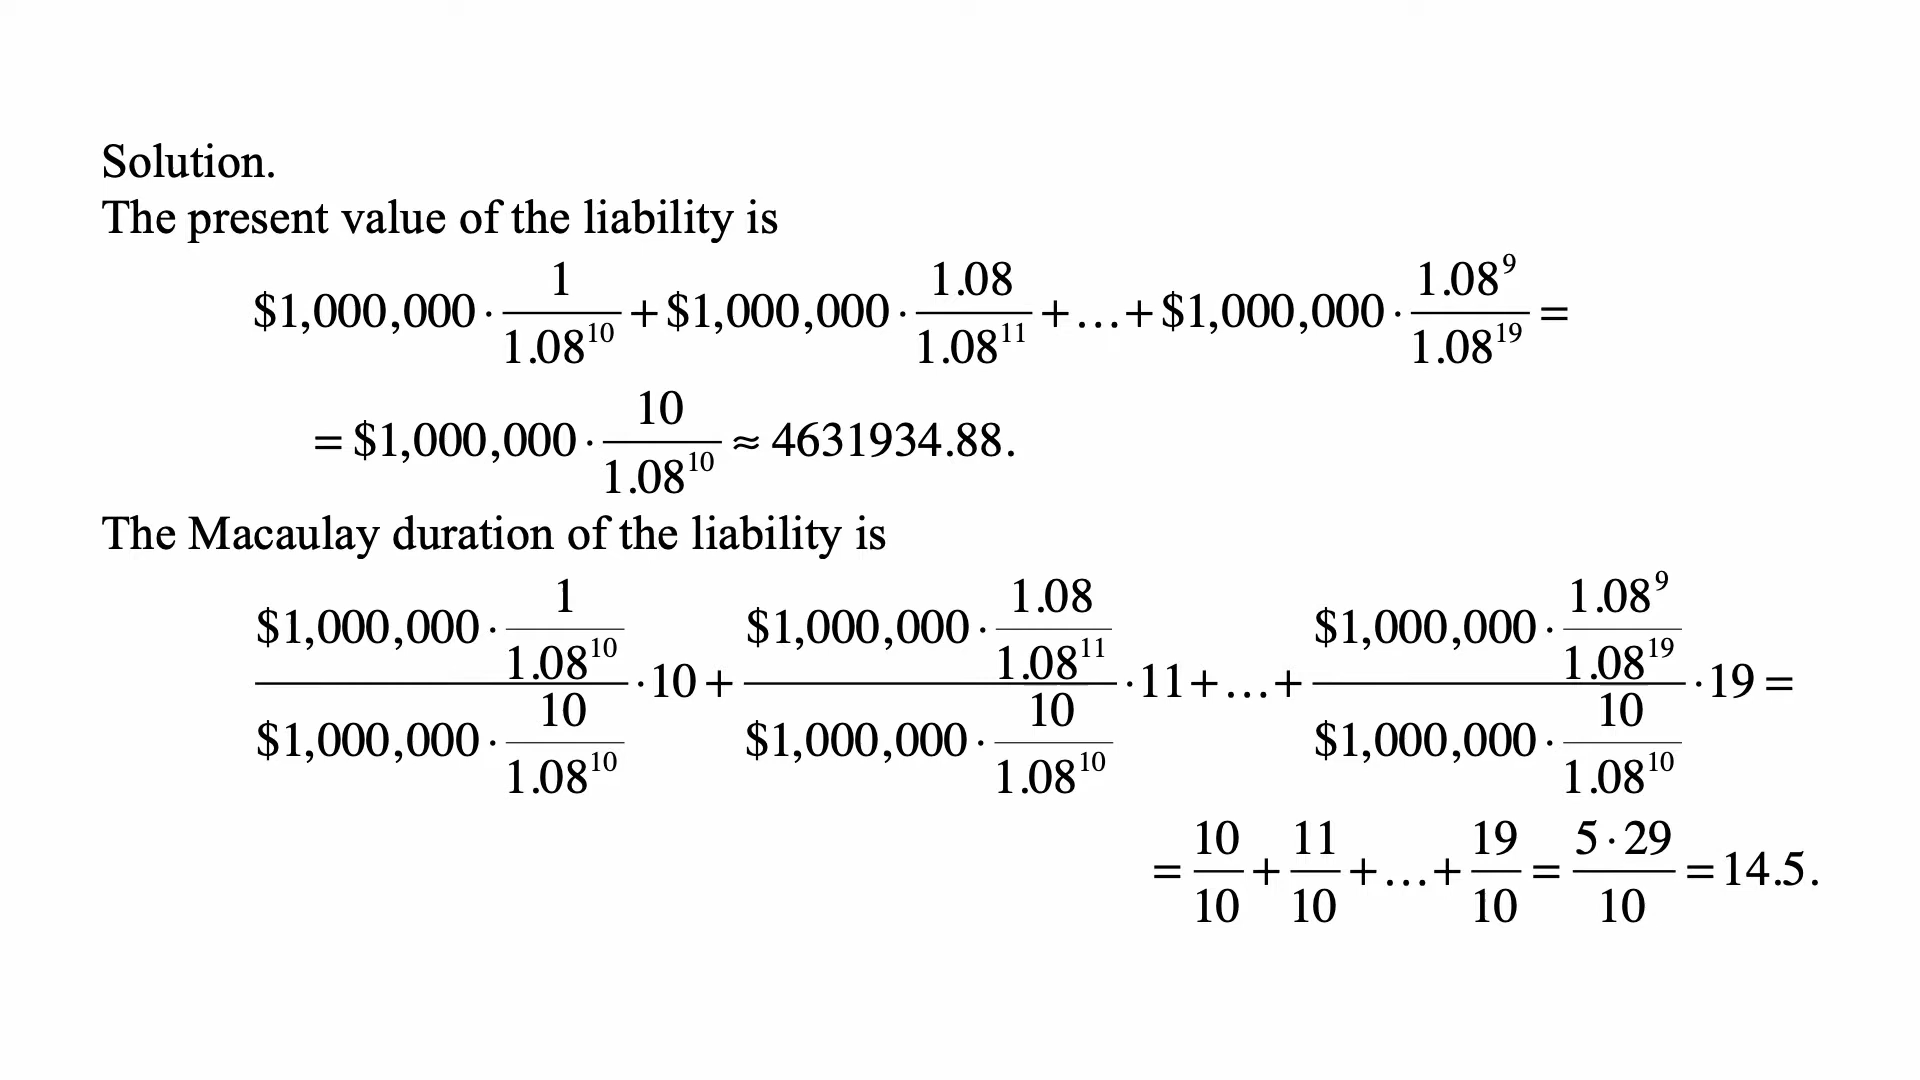 Solution.
The present value of the liability is
$1,000,000 · 1/1.08^10 + $1,000,000 · 1.08/1.08^11 + … + $1,000,000 · 1.08^9/1.08^19 =
= $1,000,000 · 10/1.08^10 ≈ 4631934.88.
The Macaulay duration of the liability is
($1,000,000 · 1/1.08^10)/($1,000,000 · 10/1.08^10) · 10 + ($1,000,000 · 1.08/1.08^11)/($1,000,000 · 10/1.08^10) · 11 + … + ($1,000,000 · 1.08^9/1.08^19)/($1,000,000 · 10/1.08^10) · 19 =
= 10/10 + 11/10 + … + 19/10 = 5 · 29/10 = 14.5.